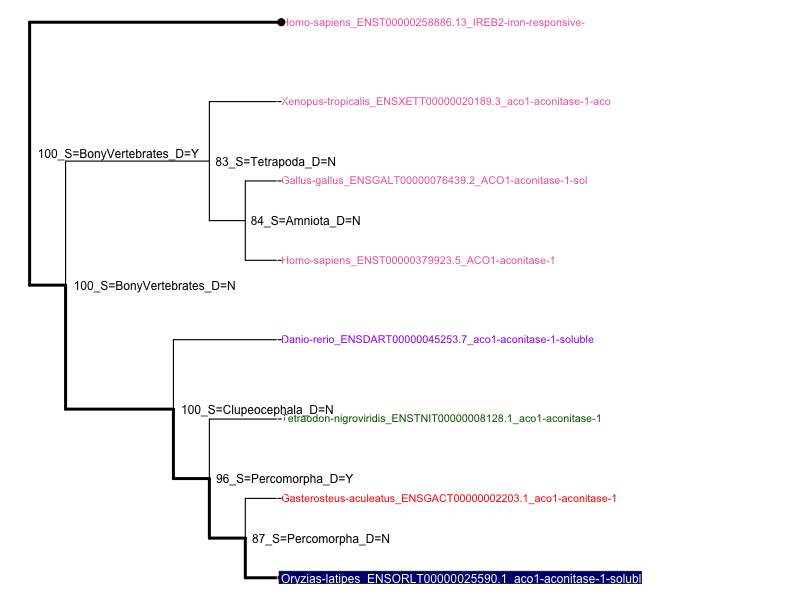 Homo-sapiens_ENST00000258886.13_IREB2-iron-responsive-
Xenopus-tropicalis_ENSXETT00000020189.3_aco1-aconitase-1-aco
100_S=BonyVertebrates_D=Y
83_S=Tetrapoda_D=N
Gallus-gallus_ENSGALT00000076439.2_ACO1-aconitase-1-sol
84_S=Amniota_D=N
Homo-sapiens_ENST00000379923.5_ACO1-aconitase-1
100_S=BonyVertebrates_D=N
Danio-rerio_ENSDART00000045253.7_aco1-aconitase-1-soluble
100_S=Clupeocephala_D=N
Tetraodon-nigroviridis_ENSTNIT00000008128.1_aco1-aconitase-1
96_S=Percomorpha_D=Y
Gasterosteus-aculeatus_ENSGACT00000002203.1_aco1-aconitase-1
87_S=Percomorpha_D=N
Oryzias-latipes_ENSORLT00000025590.1_aco1-aconitase-1-solubl